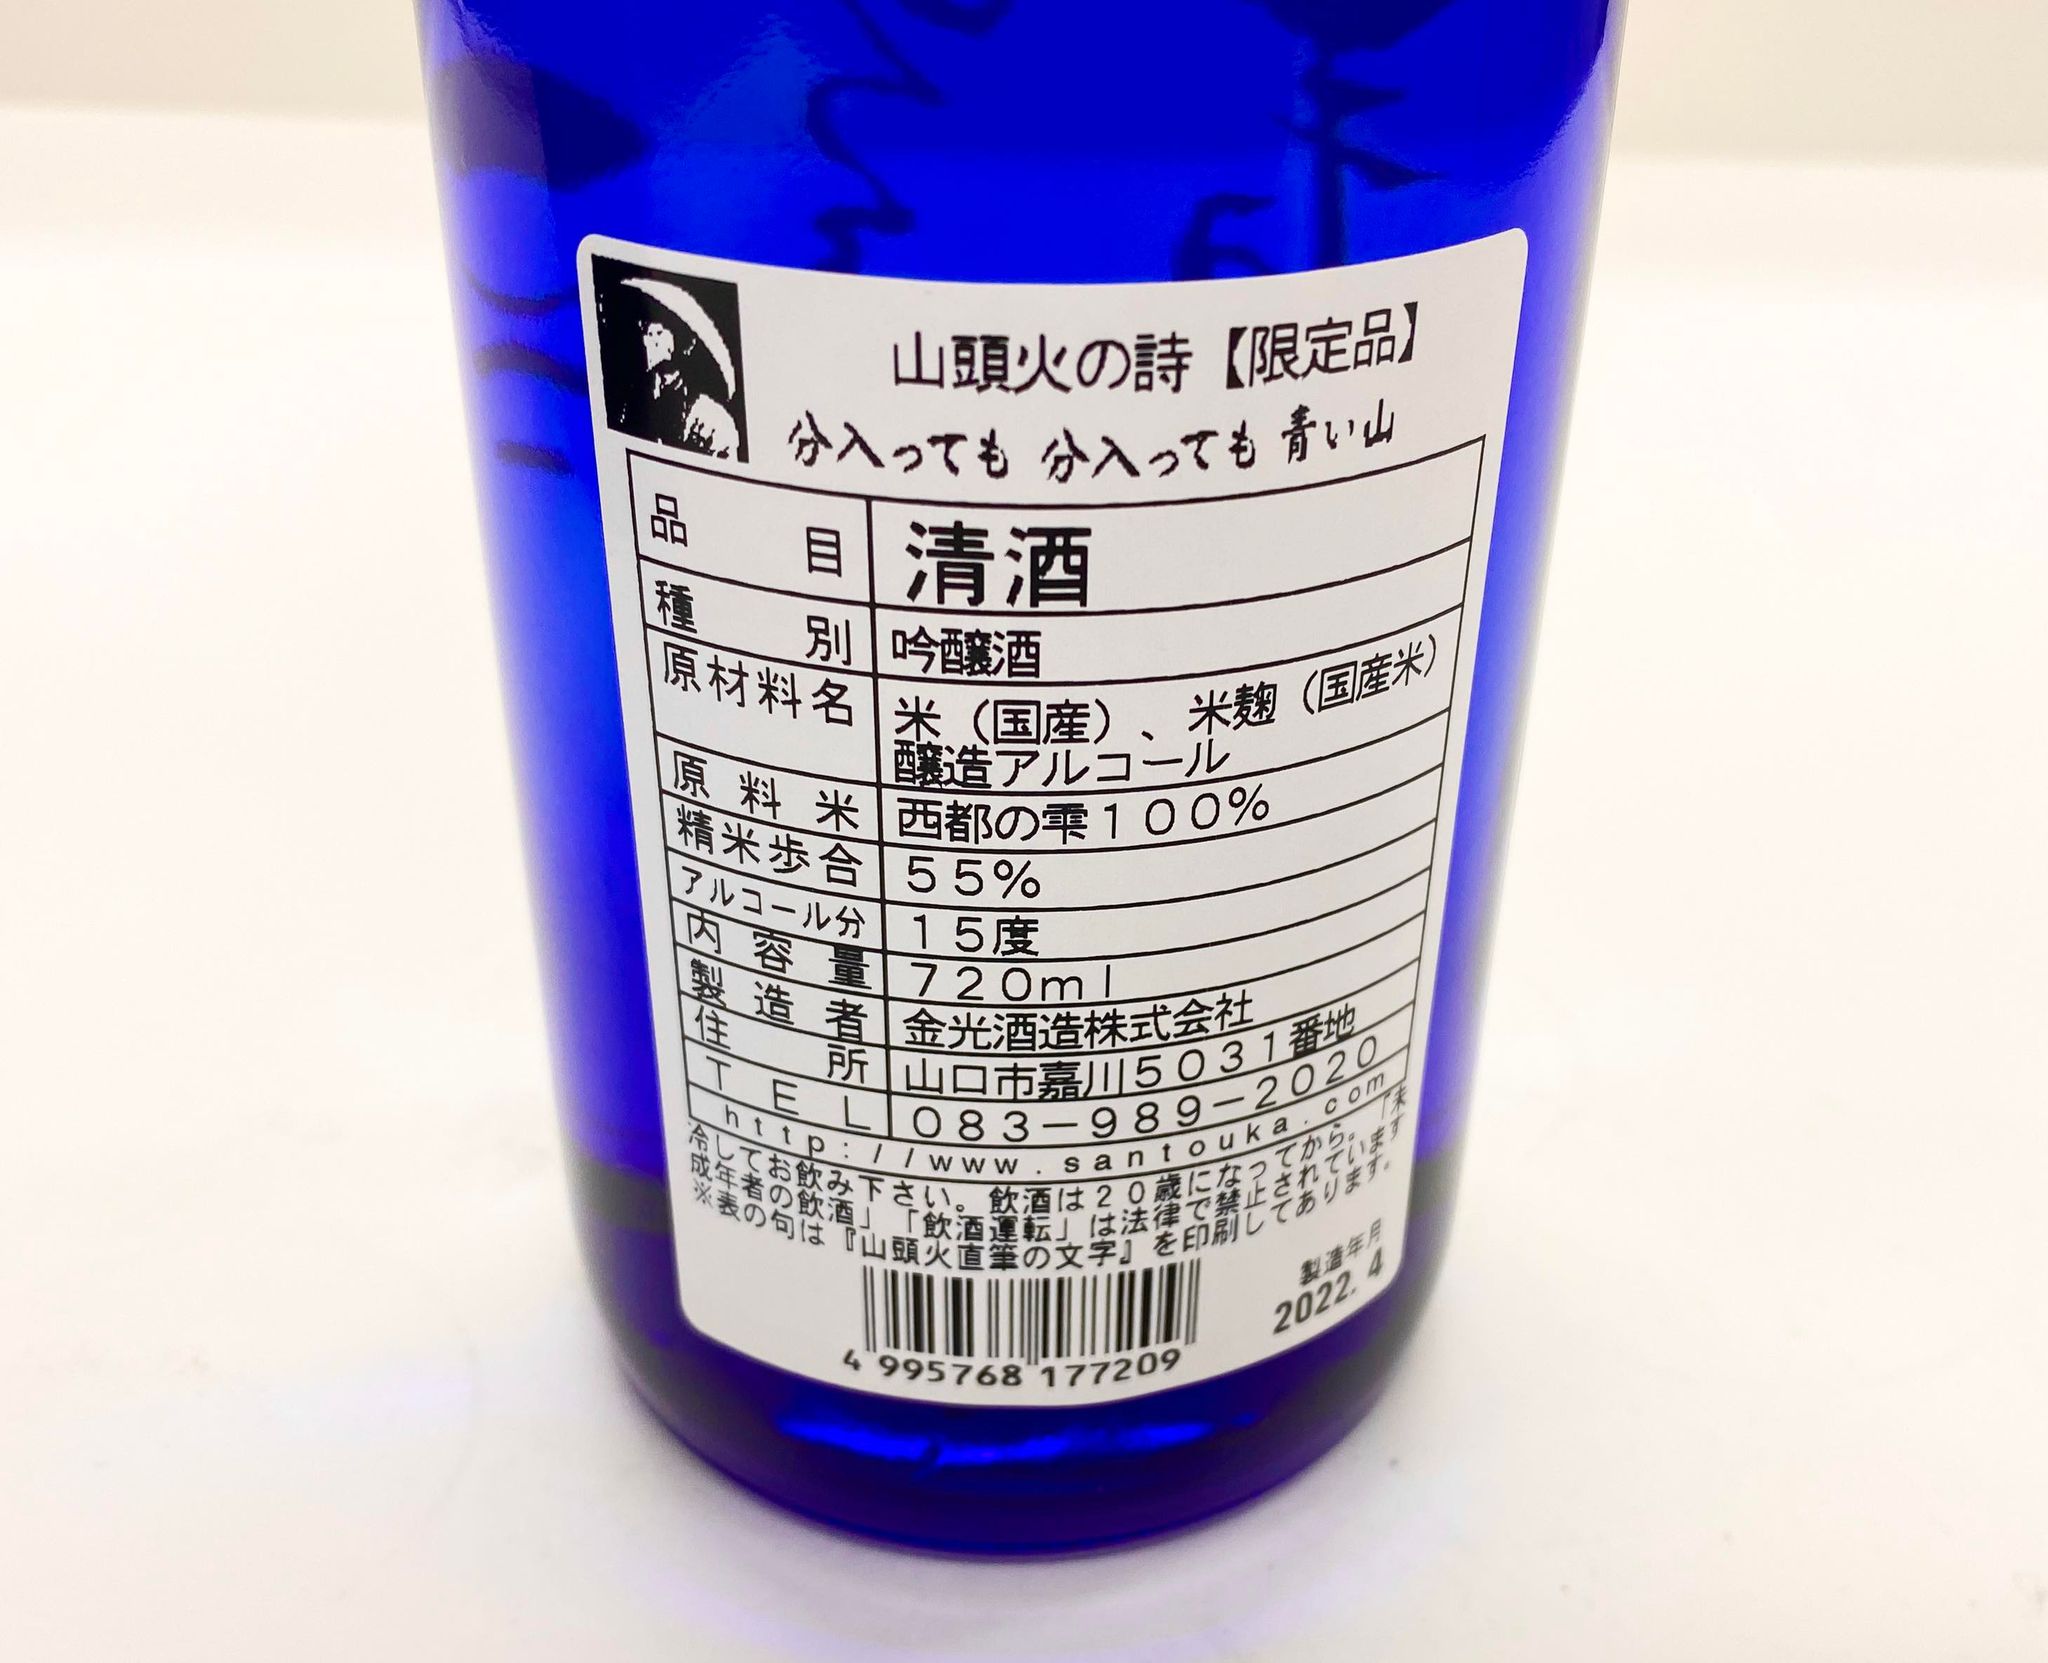 山頭火の詩【限定品】
分入っても 分入っても 青い山
品目 清酒
種別 吟醸酒
原材料名 米(国産)、米麹(国産米)
醸造アルコール
原料米 西都の雫100%
精米歩合 55%
アルコール分 15度
内容量 720ml
製造者 金光酒造株式会社
住所 山口市嘉川5031番地
TEL 083-989-2020
http://www.santouka.com
冷してお飲み下さい。飲酒は20歳になってから。「未
成年者の飲酒」「飲酒運転」は法律で禁止されています
※表の句は『山頭火直筆の文字』を印刷してあります。
製造年月
2022.4
4 995768 177209